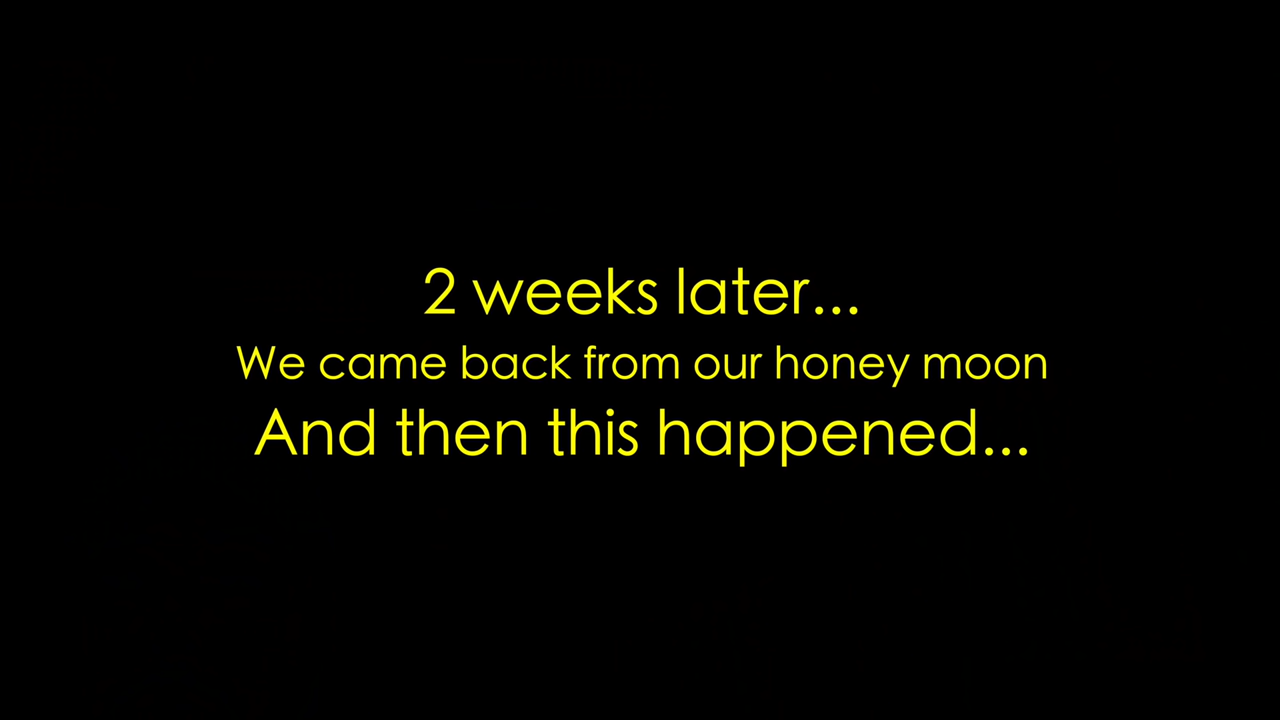 2 weeks later...
We came back from our honey moon
And then this happened...